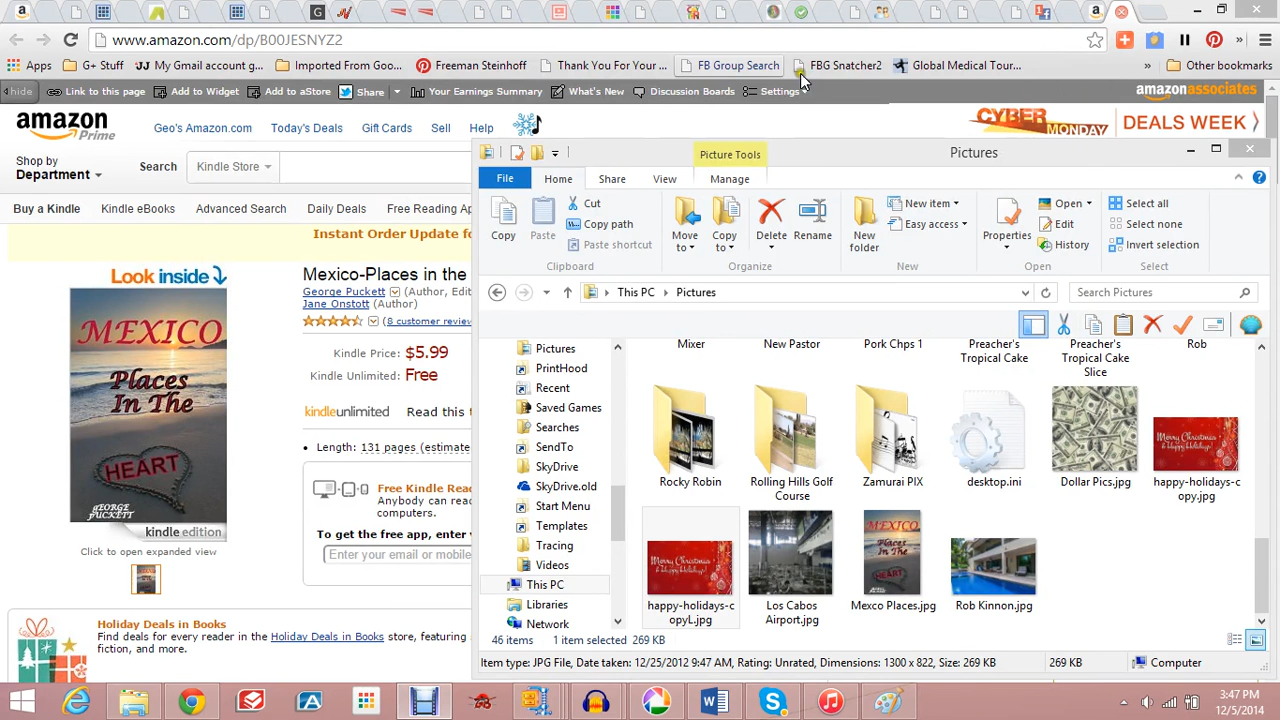 www.amazon.com/dp/B00JESNYZ2
Apps
G+ Stuff
My Gmail account g...
Imported From Goo...
Freeman Steinhoff
Thank You For Your ...
FB Group Search
FBG Snatcher2
Global Medical Tour...
»
Other bookmarks
hide
Link to this page
Add to Widget
Add to aStore
Share
Your Earnings Summary
What's New
Discussion Boards
Settings
amazonassociates
amazon
Prime
Geo's Amazon.com
Today's Deals
Gift Cards
Sell
Help
CYBER
MONDAY
DEALS WEEK
Shop by
Department
Search
Kindle Store
Buy a Kindle
Kindle eBooks
Advanced Search
Daily Deals
Free Reading Ap
Instant Order Update fo
Look inside
MEXICO
Places
In The
HEART
GEORGE
PUCKETT
kindle edition
Click to open expanded view
Mexico-Places in the
George Puckett (Author, Edit
Jane Onstott (Author)
(8 customer review
Kindle Price: $5.99
Kindle Unlimited: Free
kindleunlimited Read this t
Length: 131 pages (estimate
Free Kindle Rea
Anybody can read
computers.
To get the free app, enter y
Enter your email or mobile
Holiday Deals in Books
Find deals for every reader in the Holiday Deals in Books store, featuring
fiction, and more.
Picture Tools
Pictures
File
Home
Share
View
Manage
Copy
Paste
Cut
Copy path
Paste shortcut
Clipboard
Move
to
Copy
to
Delete
Rename
Organize
New
folder
New item
Easy access
New
Properties
Open
Edit
History
Open
Select all
Select none
Invert selection
Select
This PC
Pictures
Search Pictures
Pictures
PrintHood
Recent
Saved Games
Searches
SendTo
SkyDrive
SkyDrive.old
Start Menu
Templates
Tracing
Videos
This PC
Libraries
Network
Mixer
New Pastor
Pork Chps 1
Preacher's
Tropical Cake
Preacher's
Tropical Cake
Slice
Rob
Rocky Robin
Rolling Hills Golf
Course
Zamurai PIX
desktop.ini
Dollar Pics.jpg
happy-holidays-c
opy.jpg
happy-holidays-c
opyL.jpg
Los Cabos
Airport.jpg
Mexco Places.jpg
Rob Kinnon.jpg
46 items
1 item selected 269 KB
Item type: JPG File, Date taken: 12/25/2012 9:47 AM, Rating: Unrated, Dimensions: 1300 x 822, Size: 269 KB
269 KB
Computer
3:47 PM
12/5/2014